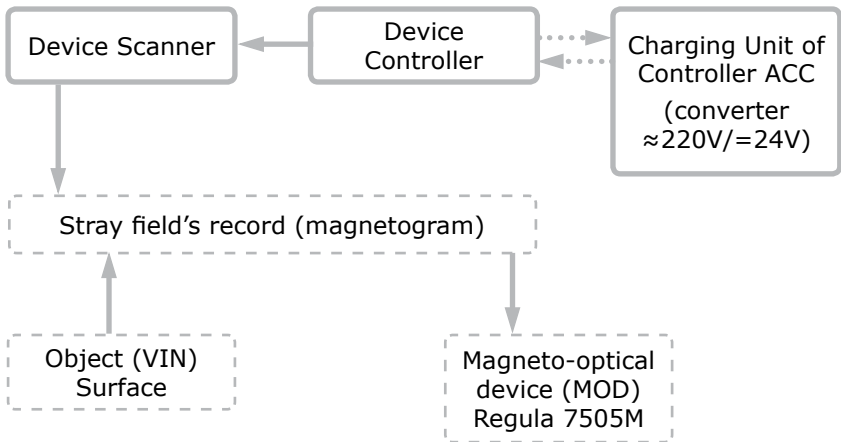 Device Scanner
Device
Controller
Charging Unit of
Controller ACC
(converter
≈220V/=24V)
Stray field’s record (magnetogram)
Object (VIN)
Surface
Magneto-optical
device (MOD)
Regula 7505M